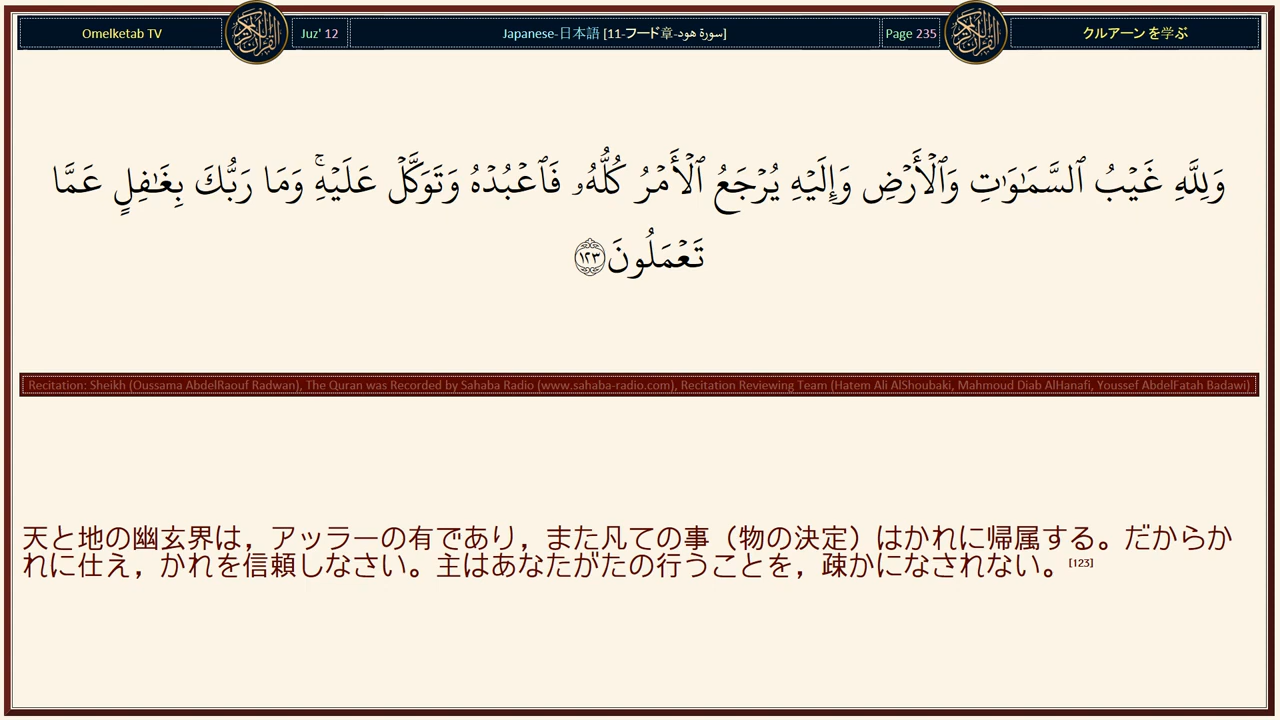 Omelketab TV
Juz' 12
Japanese-日本語 [11-フード章-سورة هود]
Page 235
クルアーン を学ぶ
وَلِلَّهِ غَيۡبُ ٱلسَّمَٰوَٰتِ وَٱلۡأَرۡضِ وَإِلَيۡهِ يُرۡجَعُ ٱلۡأَمۡرُ كُلُّهُۥ فَٱعۡبُدۡهُ وَتَوَكَّلۡ عَلَيۡهِۚ وَمَا رَبُّكَ بِغَٰفِلٍ عَمَّا
تَعۡمَلُونَ ١٢٣
Recitation: Sheikh (Oussama AbdelRaouf Radwan), The Quran was Recorded by Sahaba Radio (www.sahaba-radio.com), Recitation Reviewing Team (Hatem Ali AlShoubaki, Mahmoud Diab AlHanafi, Youssef AbdelFatah Badawi)
天と地の幽玄界は，アッラーの有であり，また凡ての事（物の決定）はかれに帰属する。だからか
れに仕え，かれを信頼しなさい。主はあなたがたの行うことを，疎かになされない。[123]